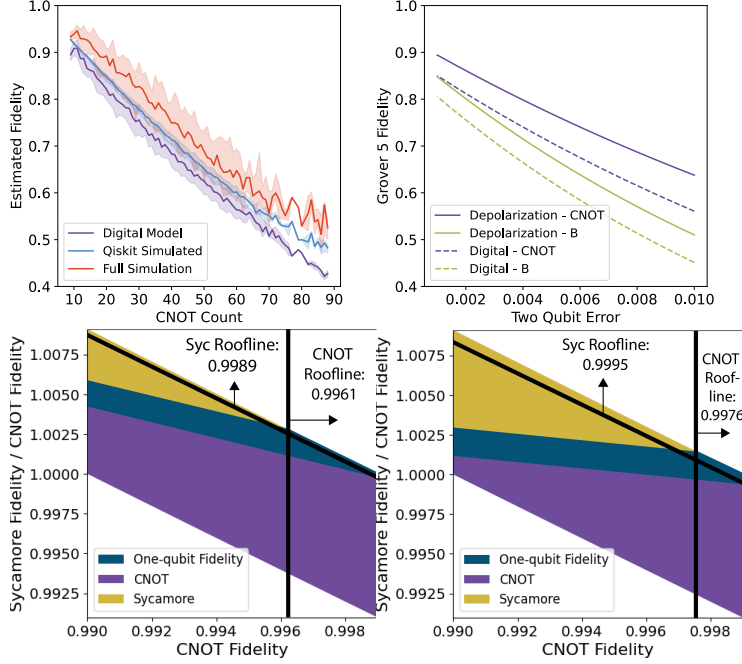 1.0
0.9
0.8
0.7
0.6
0.5
0.4
Estimated Fidelity
Digital Model
Qiskit Simulated
Full Simulation
10 20 30 40 50 60 70 80 90
CNOT Count
1.0
0.9
0.8
0.7
0.6
0.5
0.4
Grover 5 Fidelity
Depolarization - CNOT
Depolarization - B
Digital - CNOT
Digital - B
0.002 0.004 0.006 0.008 0.010
Two Qubit Error
1.0075
1.0050
1.0025
1.0000
0.9975
0.9950
0.9925
Sycamore Fidelity / CNOT Fidelity
Syc Roofline:
0.9989
CNOT
Roofline:
0.9961
One-qubit Fidelity
CNOT
Sycamore
0.990 0.992 0.994 0.996 0.998
CNOT Fidelity
1.0075
1.0050
1.0025
1.0000
0.9975
0.9950
0.9925
Sycamore Fidelity / CNOT Fidelity
Syc Roofline:
0.9995
CNOT
Roof-
line:
0.9976
One-qubit Fidelity
CNOT
Sycamore
0.990 0.992 0.994 0.996 0.998
CNOT Fidelity